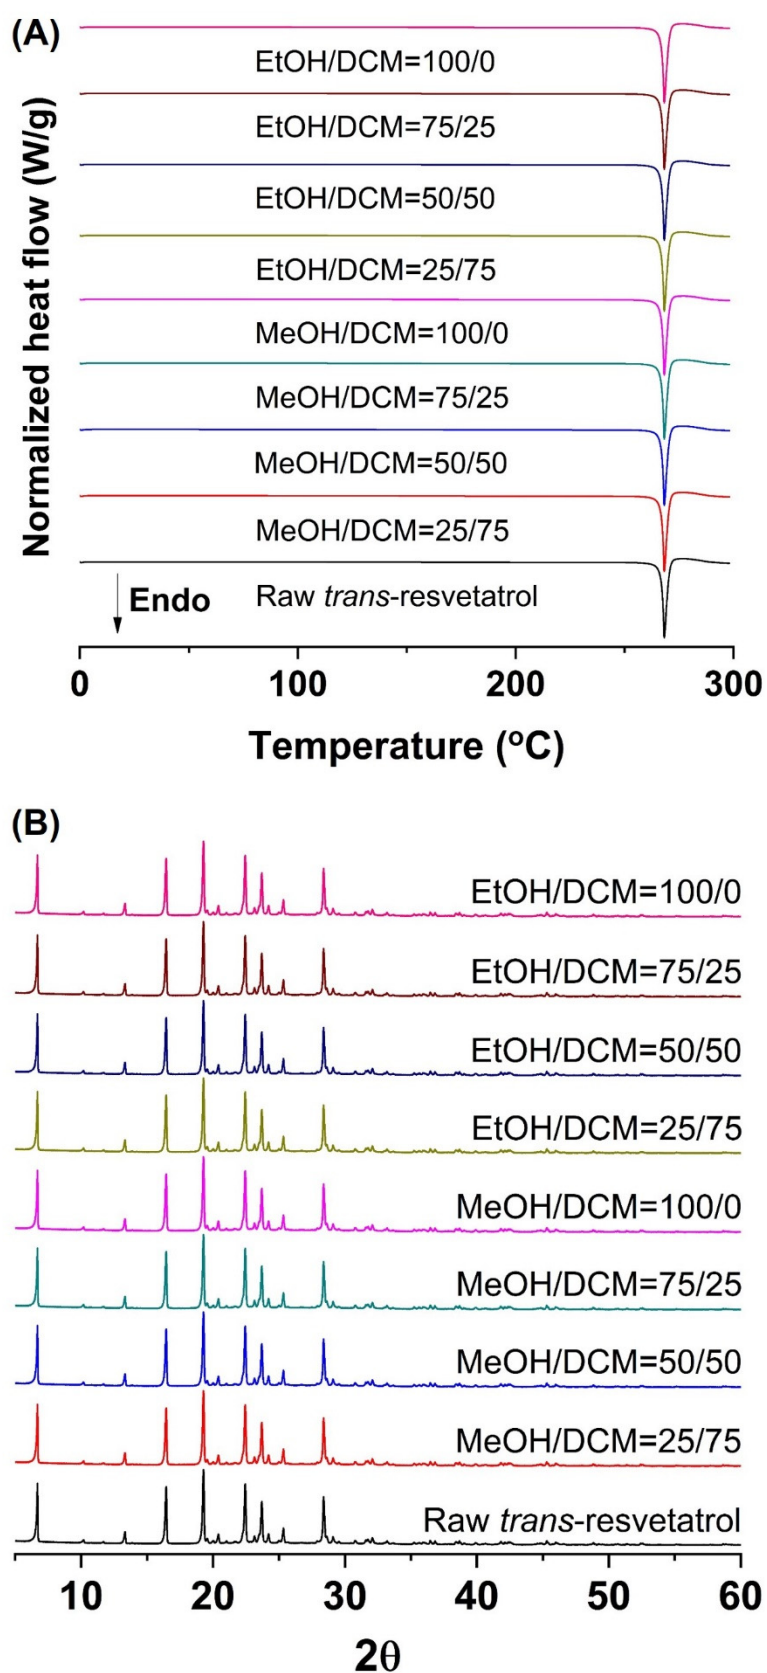 (A)
Normalized heat flow (W/g)
EtOH/DCM=100/0
EtOH/DCM=75/25
EtOH/DCM=50/50
EtOH/DCM=25/75
MeOH/DCM=100/0
MeOH/DCM=75/25
MeOH/DCM=50/50
MeOH/DCM=25/75
Endo
Raw trans-resvetatrol
0 100 200 300
Temperature (ºC)
(B)
EtOH/DCM=100/0
EtOH/DCM=75/25
EtOH/DCM=50/50
EtOH/DCM=25/75
MeOH/DCM=100/0
MeOH/DCM=75/25
MeOH/DCM=50/50
MeOH/DCM=25/75
Raw trans-resvetatrol
10 20 30 40 50 60
2θ